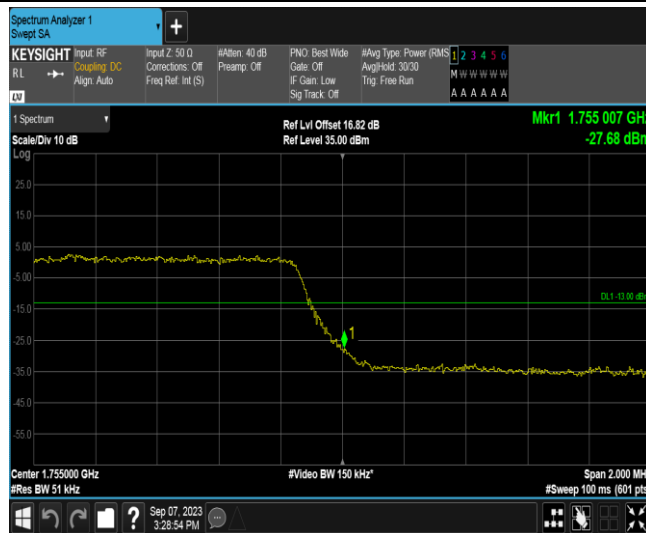 Spectrum Analyzer 1
Swept SA
+
KEYSIGHT
RL
LXI
Input: RF
Coupling: DC
Align: Auto
Input Z: 50 Ω
Corrections: Off
Freq Ref: Int (S)
#Atten: 40 dB
Preamp: Off
PNO: Best Wide
Gate: Off
IF Gain: Low
Sig Track: Off
#Avg Type: Power (RMS
Avg|Hold: 30/30
Trig: Free Run
1 2 3 4 5 6
M W W W W W
A A A A A A
1 Spectrum
Scale/Div 10 dB
Log
Ref Lvl Offset 16.82 dB
Ref Level 35.00 dBm
Mkr1 1.755 007 GHz
-27.68 dBm
25.0
15.0
5.00
-5.00
-15.0
-25.0
-35.0
-45.0
-55.0
DL1 -13.00 dBm
1
Center 1.755000 GHz
#Res BW 51 kHz
#Video BW 150 kHz*
Span 2.000 MH
#Sweep 100 ms (601 pts
?
Sep 07, 2023
3:28:54 PM